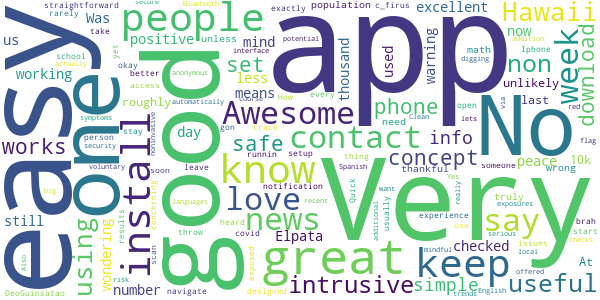 straightforward
rarely
Was
people
Bluetooth
secure
population
c_firus
excellent
Hawaii
school
take
us
positive
unless
mind
exactly
warning
Iphone
now
week
download
yet
actually
working
okay
better
access
anonymous
set
less
thousand
interface
potential
used
every
math
digging
non
unlikely
easy
one
good
app
No
Very
symptoms
person
security
automatically
means
roughly
Awesome
phone
How
addition
open
via
last
red
works
install
noninvasive
day
safe
contact
need
info
lets
Clean
10k
flag
voluntary
stay
gon
track
concept
peace
wrong
still
using
wondering
soon
leave
runnin
setup
thing
Spanish
thankful
someone
know
love
news
notification
Quick
additional
usually
want
really
Yes
truly
exposures
say
big
Also
results
concerning
scan
languages
throw
heard
recent
covid
experience
use
serious
issues
local
brah
start
checks
Elpata
great
keep
At
useful
DeoGuinsatao
number
risk
navigate
exposed
designed
intrusive
checked
simple
mindful
trends
offered
English